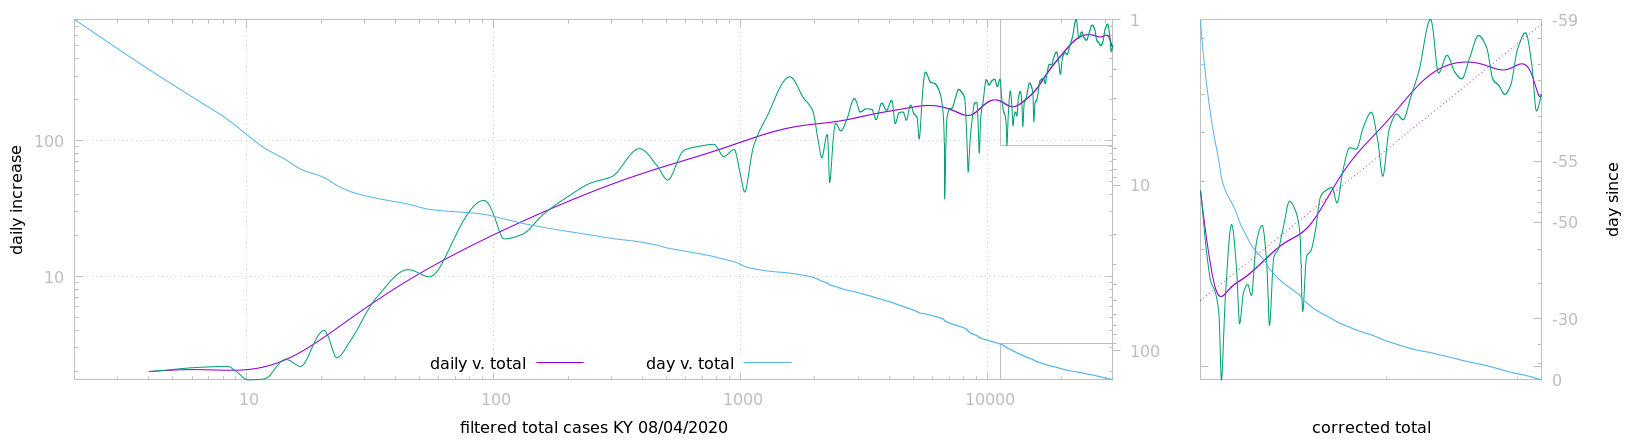 daily increase
100
10
10
100
1000
10000
1
10
100
daily v. total
day v. total
filtered total cases KY 08/04/2020
-59
-55
-50
-30
0
day since
corrected total